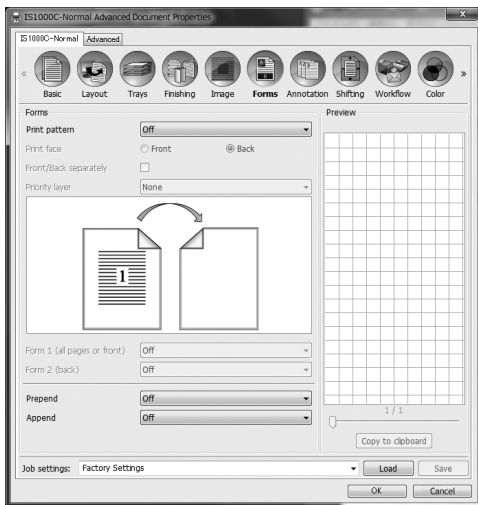 IS1000C-Normal Advanced Document Properties
IS1000C-Normal Advanced
« Basic Layout Trays Finishing Image Forms Annotation Shifting Workflow Color »
Forms
Print pattern Off
Print face Front Back
Front/Back separately
Priority layer None
1
Form 1 (all pages or front) Off
Form 2 (back) Off
Prepend Off
Append Off
Preview
1 / 1
Copy to clipboard
Job settings: Factory Settings Load Save
OK Cancel